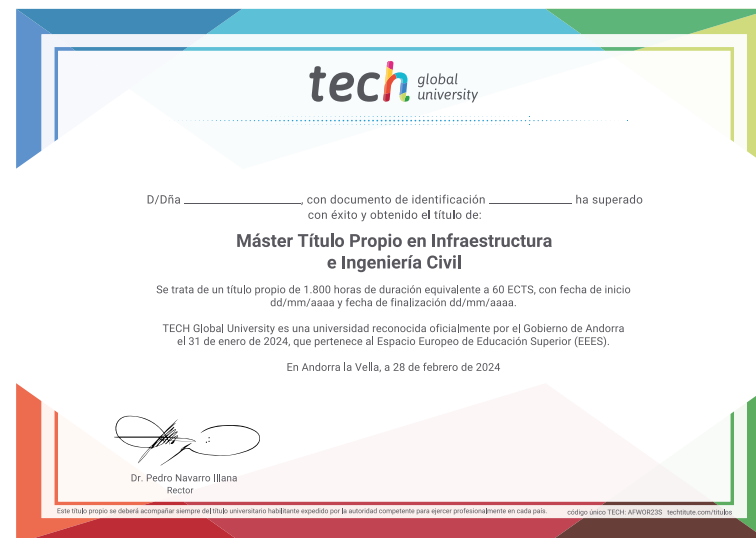 tech global
university
D/Dña ______________, con documento de identificación ______________ ha superado
con éxito y obtenido el título de:
Máster Título Propio en Infraestructura
e Ingeniería Civil
Se trata de un título propio de 1.800 horas de duración equivalente a 60 ECTS, con fecha de inicio
dd/mm/aaaa y fecha de finalización dd/mm/aaaa.
TECH Global University es una universidad reconocida oficialmente por el Gobierno de Andorra
el 31 de enero de 2024, que pertenece al Espacio Europeo de Educación Superior (EEES).
En Andorra la Vella, a 28 de febrero de 2024
Dr. Pedro Navarro Illana
Rector
Este título propio se deberá acompañar siempre del título universitario habilitante expedido por la autoridad competente para ejercer profesionalmente en cada país. código único TECH: AFWOR23S techtitute.com/titulos